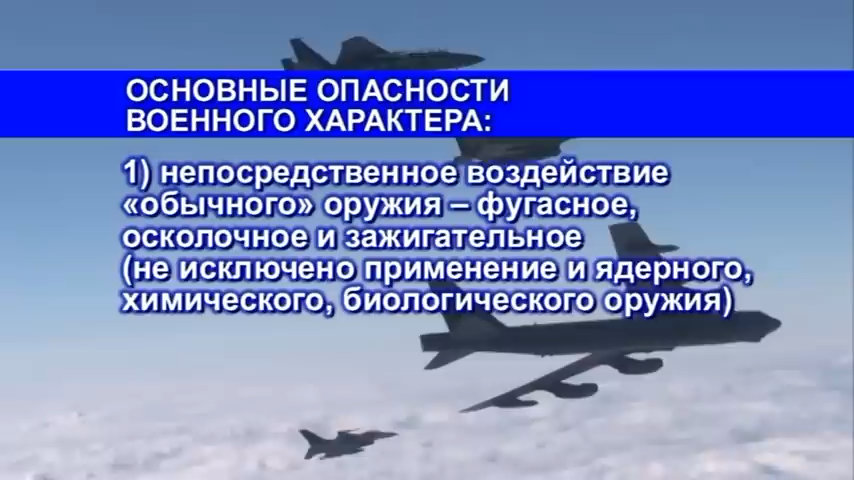 ОСНОВНЫЕ ОПАСНОСТИ
ВОЕННОГО ХАРАКТЕРА:
1) непосредственное воздействие
«обычного» оружия – фугасное,
осколочное и зажигательное
(не исключено применение и ядерного,
химического, биологического оружия)